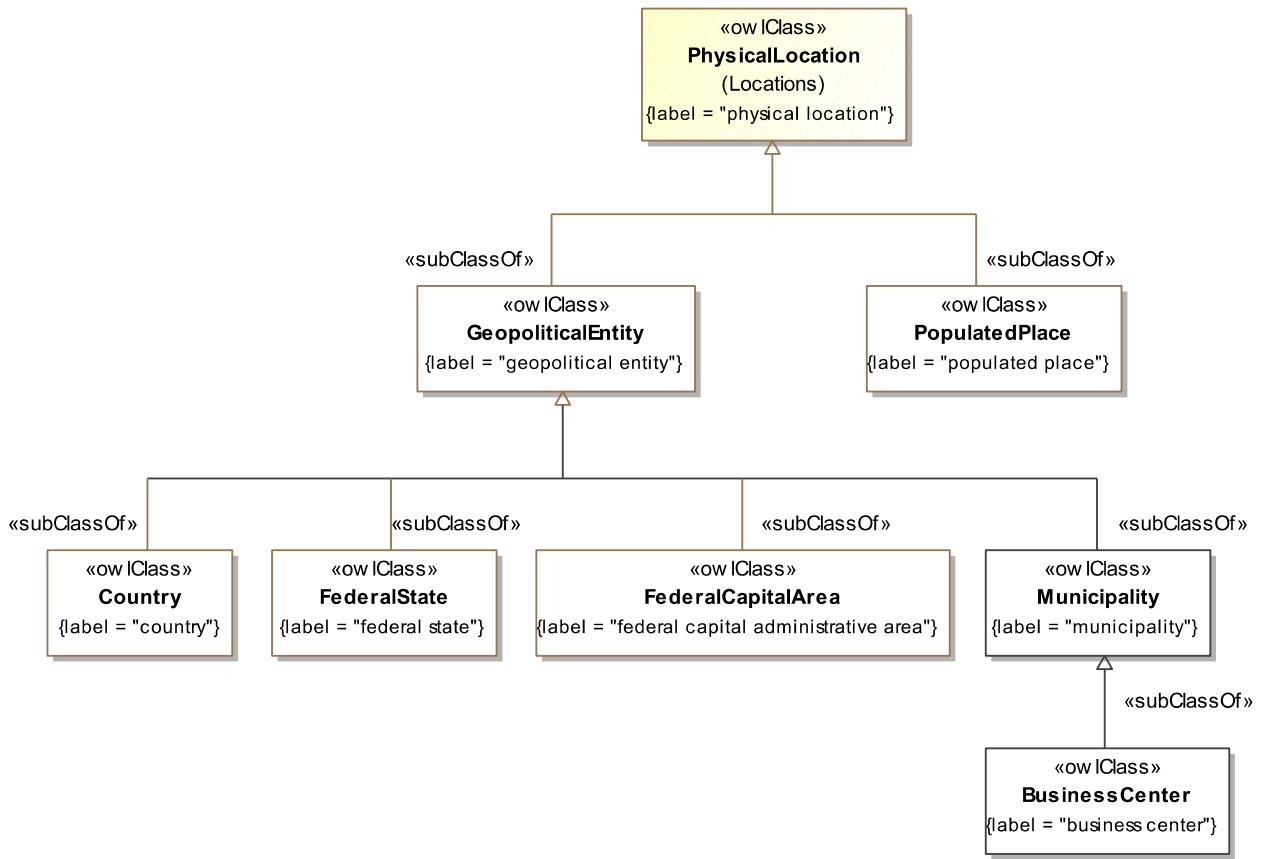 «owlClass»
PhysicalLocation
(Locations)
{label = "physical location"}
«subClassOf»
«subClassOf»
«owlClass»
GeopoliticalEntity
{label = "geopolitical entity"}
«owlClass»
PopulatedPlace
{label = "populated place"}
«subClassOf»
«subClassOf»
«subClassOf»
«subClassOf»
«owlClass»
Country
{label = "country"}
«owlClass»
FederalState
{label = "federal state"}
«owlClass»
FederalCapitalArea
{label = "federal capital administrative area"}
«owlClass»
Municipality
{label = "municipality"}
«subClassOf»
«owlClass»
BusinessCenter
{label = "business center"}